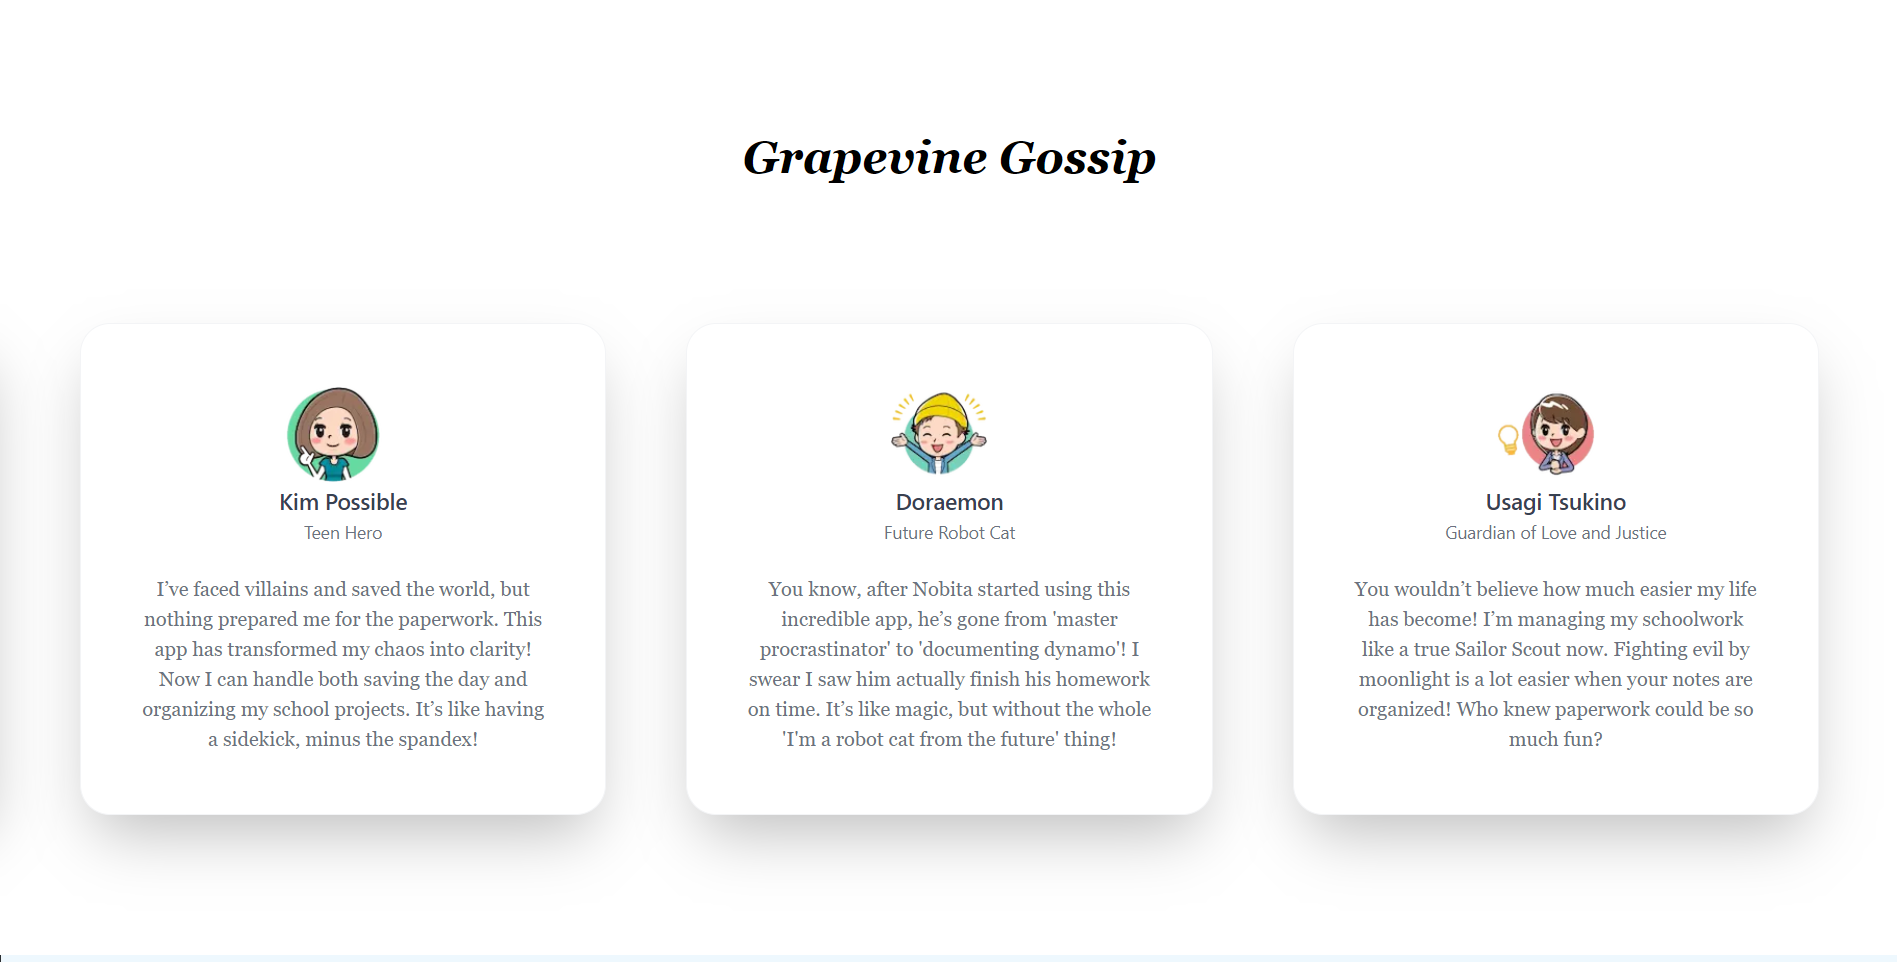 Grapevine Gossip
Kim Possible
Teen Hero
I’ve faced villains and saved the world, but
nothing prepared me for the paperwork. This
app has transformed my chaos into clarity!
Now I can handle both saving the day and
organizing my school projects. It’s like having
a sidekick, minus the spandex!
Doraemon
Future Robot Cat
You know, after Nobita started using this
incredible app, he’s gone from 'master
procrastinator' to 'documenting dynamo'! I
swear I saw him actually finish his homework
on time. It’s like magic, but without the whole
'I'm a robot cat from the future' thing!
Usagi Tsukino
Guardian of Love and Justice
You wouldn’t believe how much easier my life
has become! I’m managing my schoolwork
like a true Sailor Scout now. Fighting evil by
moonlight is a lot easier when your notes are
organized! Who knew paperwork could be so
much fun?